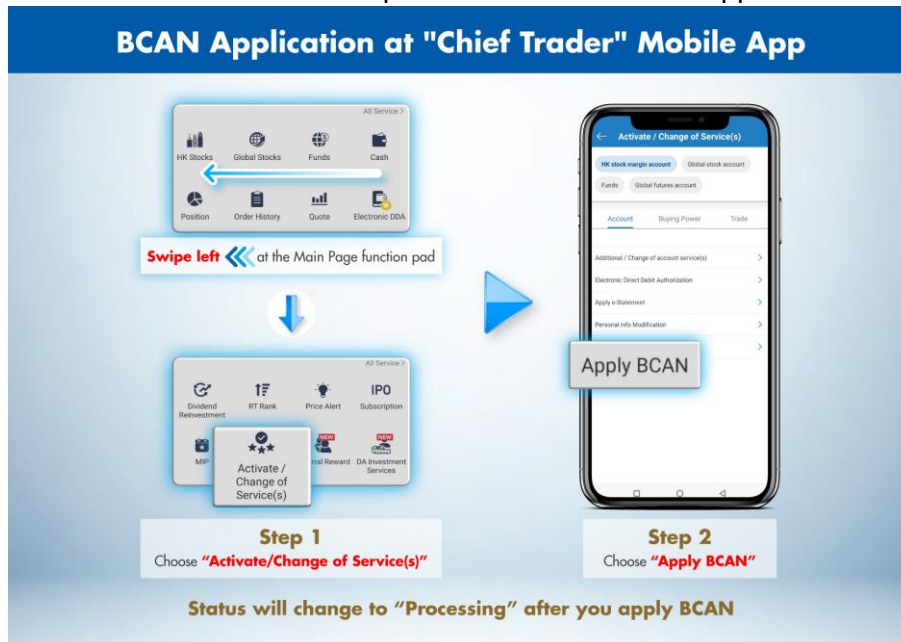 BCAN Application at "Chief Trader" Mobile App
All Service >
HK Stocks
Global Stocks
Funds
Cash
Position
Order History
Quote
Electronic DDA
Swipe left at the Main Page function pad
All Service >
Dividend
Reinvestment
RT Rank
Price Alert
IPO
Subscription
MIP
Activate /
Change of
Service(s)
NEW
Reward
NEW
DA Investment
Services
Step 1
Choose “Activate/Change of Service(s)”
Activate / Change of Service(s)
HK stock margin account
Global stock account
Funds
Global futures account
Account
Buying Power
Trade
Additional / Change of account service(s)
Electronic Direct Debit Authorization
Apply e-Statement
Personal Info Modification
Apply BCAN
Step 2
Choose “Apply BCAN”
Status will change to “Processing” after you apply BCAN